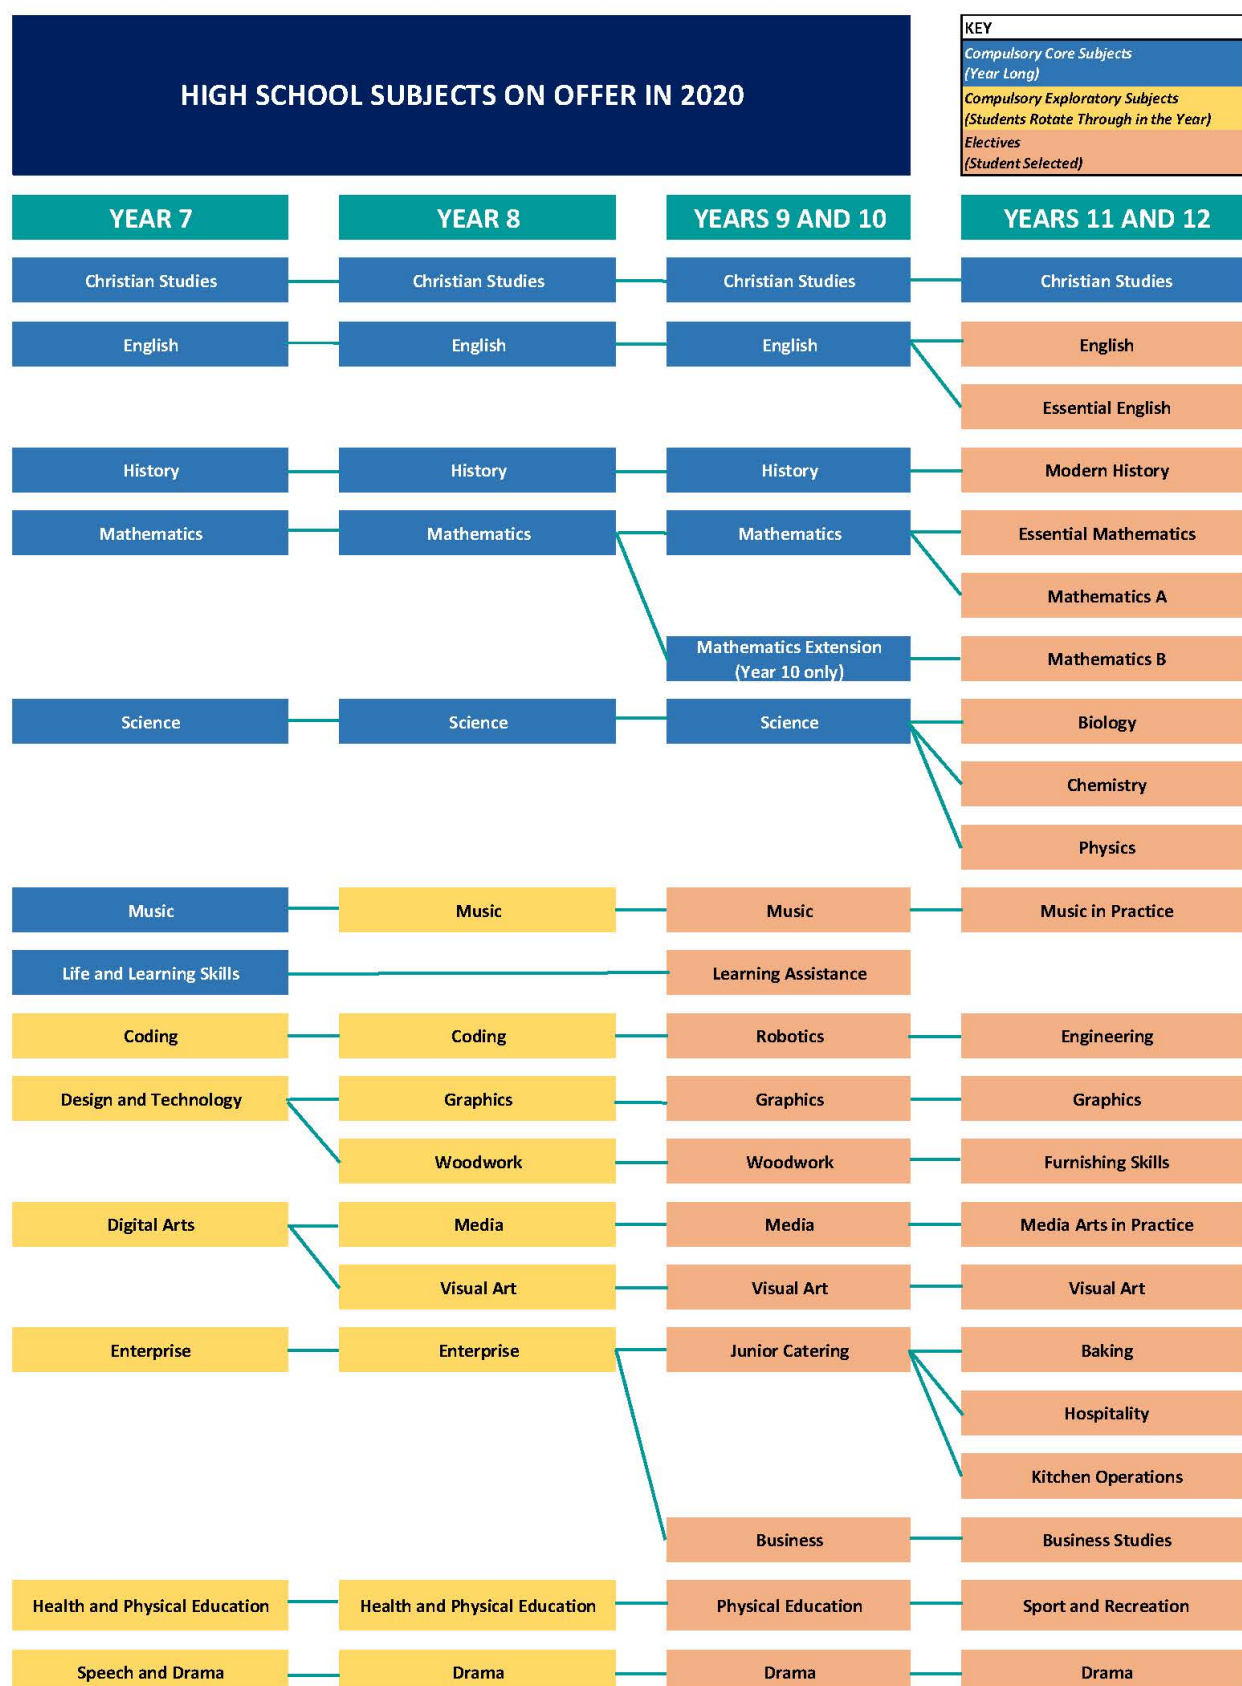 HIGH SCHOOL SUBJECTS ON OFFER IN 2020
KEY
Compulsory Core Subjects
(Year Long)
Compulsory Exploratory Subjects
(Students Rotate Through in the Year)
Electives
(Student Selected)
YEAR 7
YEAR 8
YEARS 9 AND 10
YEARS 11 AND 12
Christian Studies
Christian Studies
Christian Studies
Christian Studies
English
English
English
English
Essential English
History
History
History
Modern History
Mathematics
Mathematics
Mathematics
Essential Mathematics
Mathematics A
Mathematics Extension
(Year 10 only)
Mathematics B
Science
Science
Science
Biology
Chemistry
Physics
Music
Music
Music
Music in Practice
Life and Learning Skills
Learning Assistance
Coding
Coding
Robotics
Engineering
Design and Technology
Graphics
Graphics
Graphics
Woodwork
Woodwork
Furnishing Skills
Digital Arts
Media
Media
Media Arts in Practice
Visual Art
Visual Art
Visual Art
Enterprise
Enterprise
Junior Catering
Baking
Hospitality
Kitchen Operations
Business
Business Studies
Health and Physical Education
Health and Physical Education
Physical Education
Sport and Recreation
Speech and Drama
Drama
Drama
Drama